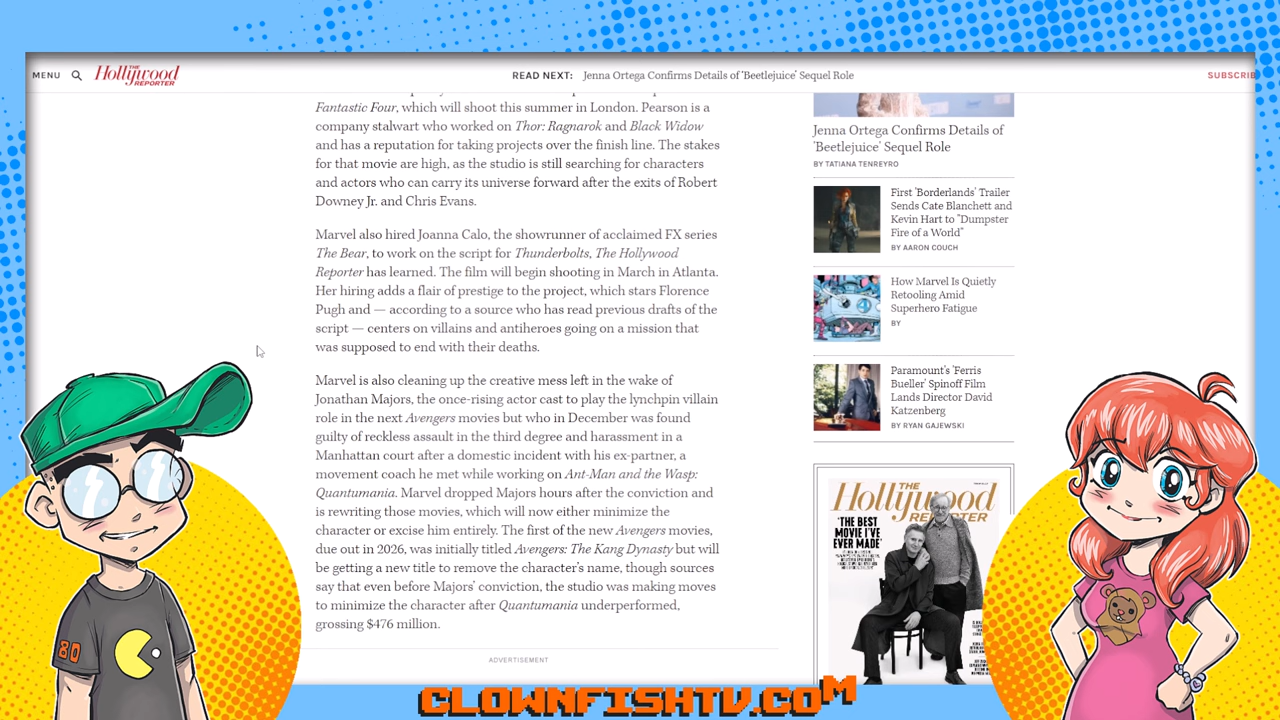 MENU
THE
Hollywood
REPORTER
READ NEXT: Jenna Ortega Confirms Details of 'Beetlejuice' Sequel Role
SUBSCRIB
Fantastic Four, which will shoot this summer in London. Pearson is a
company stalwart who worked on Thor: Ragnarok and Black Widow
and has a reputation for taking projects over the finish line. The stakes
for that movie are high, as the studio is still searching for characters
and actors who can carry its universe forward after the exits of Robert
Downey Jr. and Chris Evans.
Marvel also hired Joanna Calo, the showrunner of acclaimed FX series
The Bear, to work on the script for Thunderbolts, The Hollywood
Reporter has learned. The film will begin shooting in March in Atlanta.
Her hiring adds a flair of prestige to the project, which stars Florence
Pugh and — according to a source who has read previous drafts of the
script — centers on villains and antiheroes going on a mission that
was supposed to end with their deaths.
Marvel is also cleaning up the creative mess left in the wake of
Jonathan Majors, the once-rising actor cast to play the lynchpin villain
role in the next Avengers movies but who in December was found
guilty of reckless assault in the third degree and harassment in a
Manhattan court after a domestic incident with his ex-partner, a
movement coach he met while working on Ant-Man and the Wasp:
Quantumania. Marvel dropped Majors hours after the conviction and
is rewriting those movies, which will now either minimize the
character or excise him entirely. The first of the new Avengers movies,
due out in 2026, was initially titled Avengers: The Kang Dynasty but will
be getting a new title to remove the character's name, though sources
say that even before Majors' conviction, the studio was making moves
to minimize the character after Quantumania underperformed,
grossing $476 million.
ADVERTISEMENT
Jenna Ortega Confirms Details of
'Beetlejuice' Sequel Role
BY TATIANA TENREYRO
First 'Borderlands' Trailer
Sends Cate Blanchett and
Kevin Hart to "Dumpster
Fire of a World"
BY AARON COUCH
How Marvel Is Quietly
Retooling Amid
Superhero Fatigue
BY
Paramount's 'Ferris
Bueller' Spinoff Film
Lands Director David
Katzenberg
BY RYAN GAJEWSKI
THE
Hollywood
REPORTER
'THE BEST
MOVIE I'VE
EVER MADE'
80
CLOWNFISHTV.COM